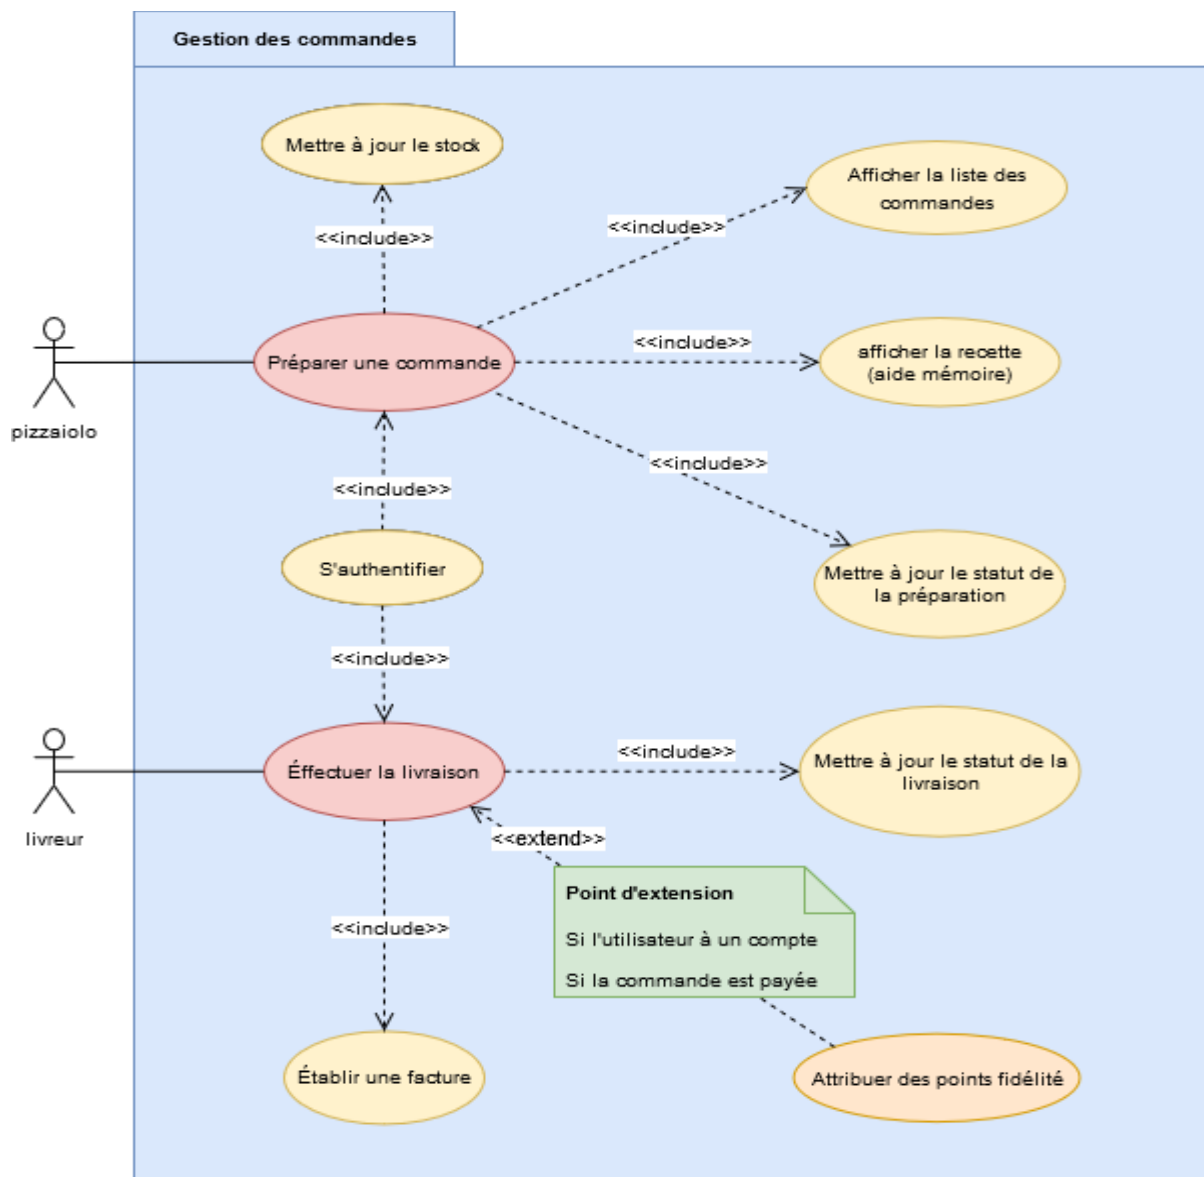 Gestion des commandes
Mettre à jour le stock
Afficher la liste des
commandes
<<include>>
<<include>>
Préparer une commande
<<include>>
afficher la recette
(aide mémoire)
pizzaiolo
<<include>>
<<include>>
S'authentifier
Mettre à jour le statut de
la préparation
<<include>>
Éffectuer la livraison
<<include>>
Mettre à jour le statut de la
livraison
livreur
<<extend>>
Point d'extension
Si l'utilisateur à un compte
Si la commande est payée
<<include>>
Établir une facture
Attribuer des points fidélité